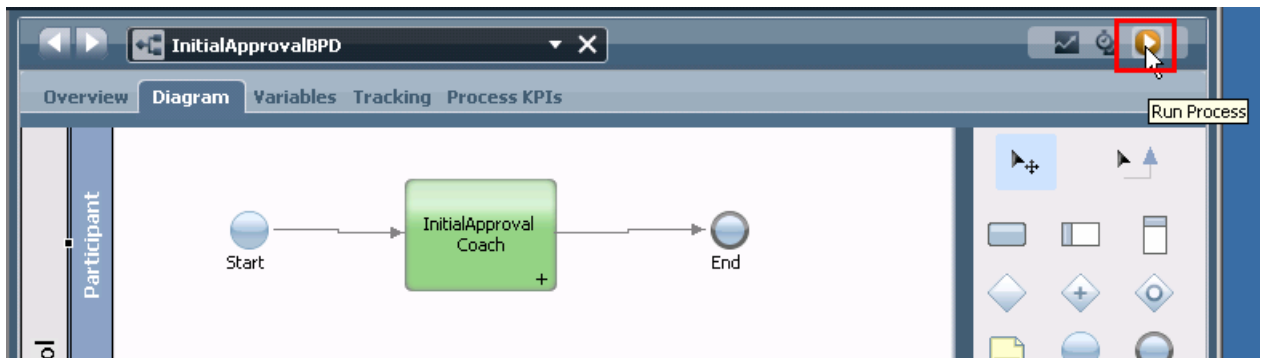 InitialApprovalBPD
Overview Diagram Variables Tracking Process KPIs
Run Process
Participant
InitialApproval
Coach
+
Start
End